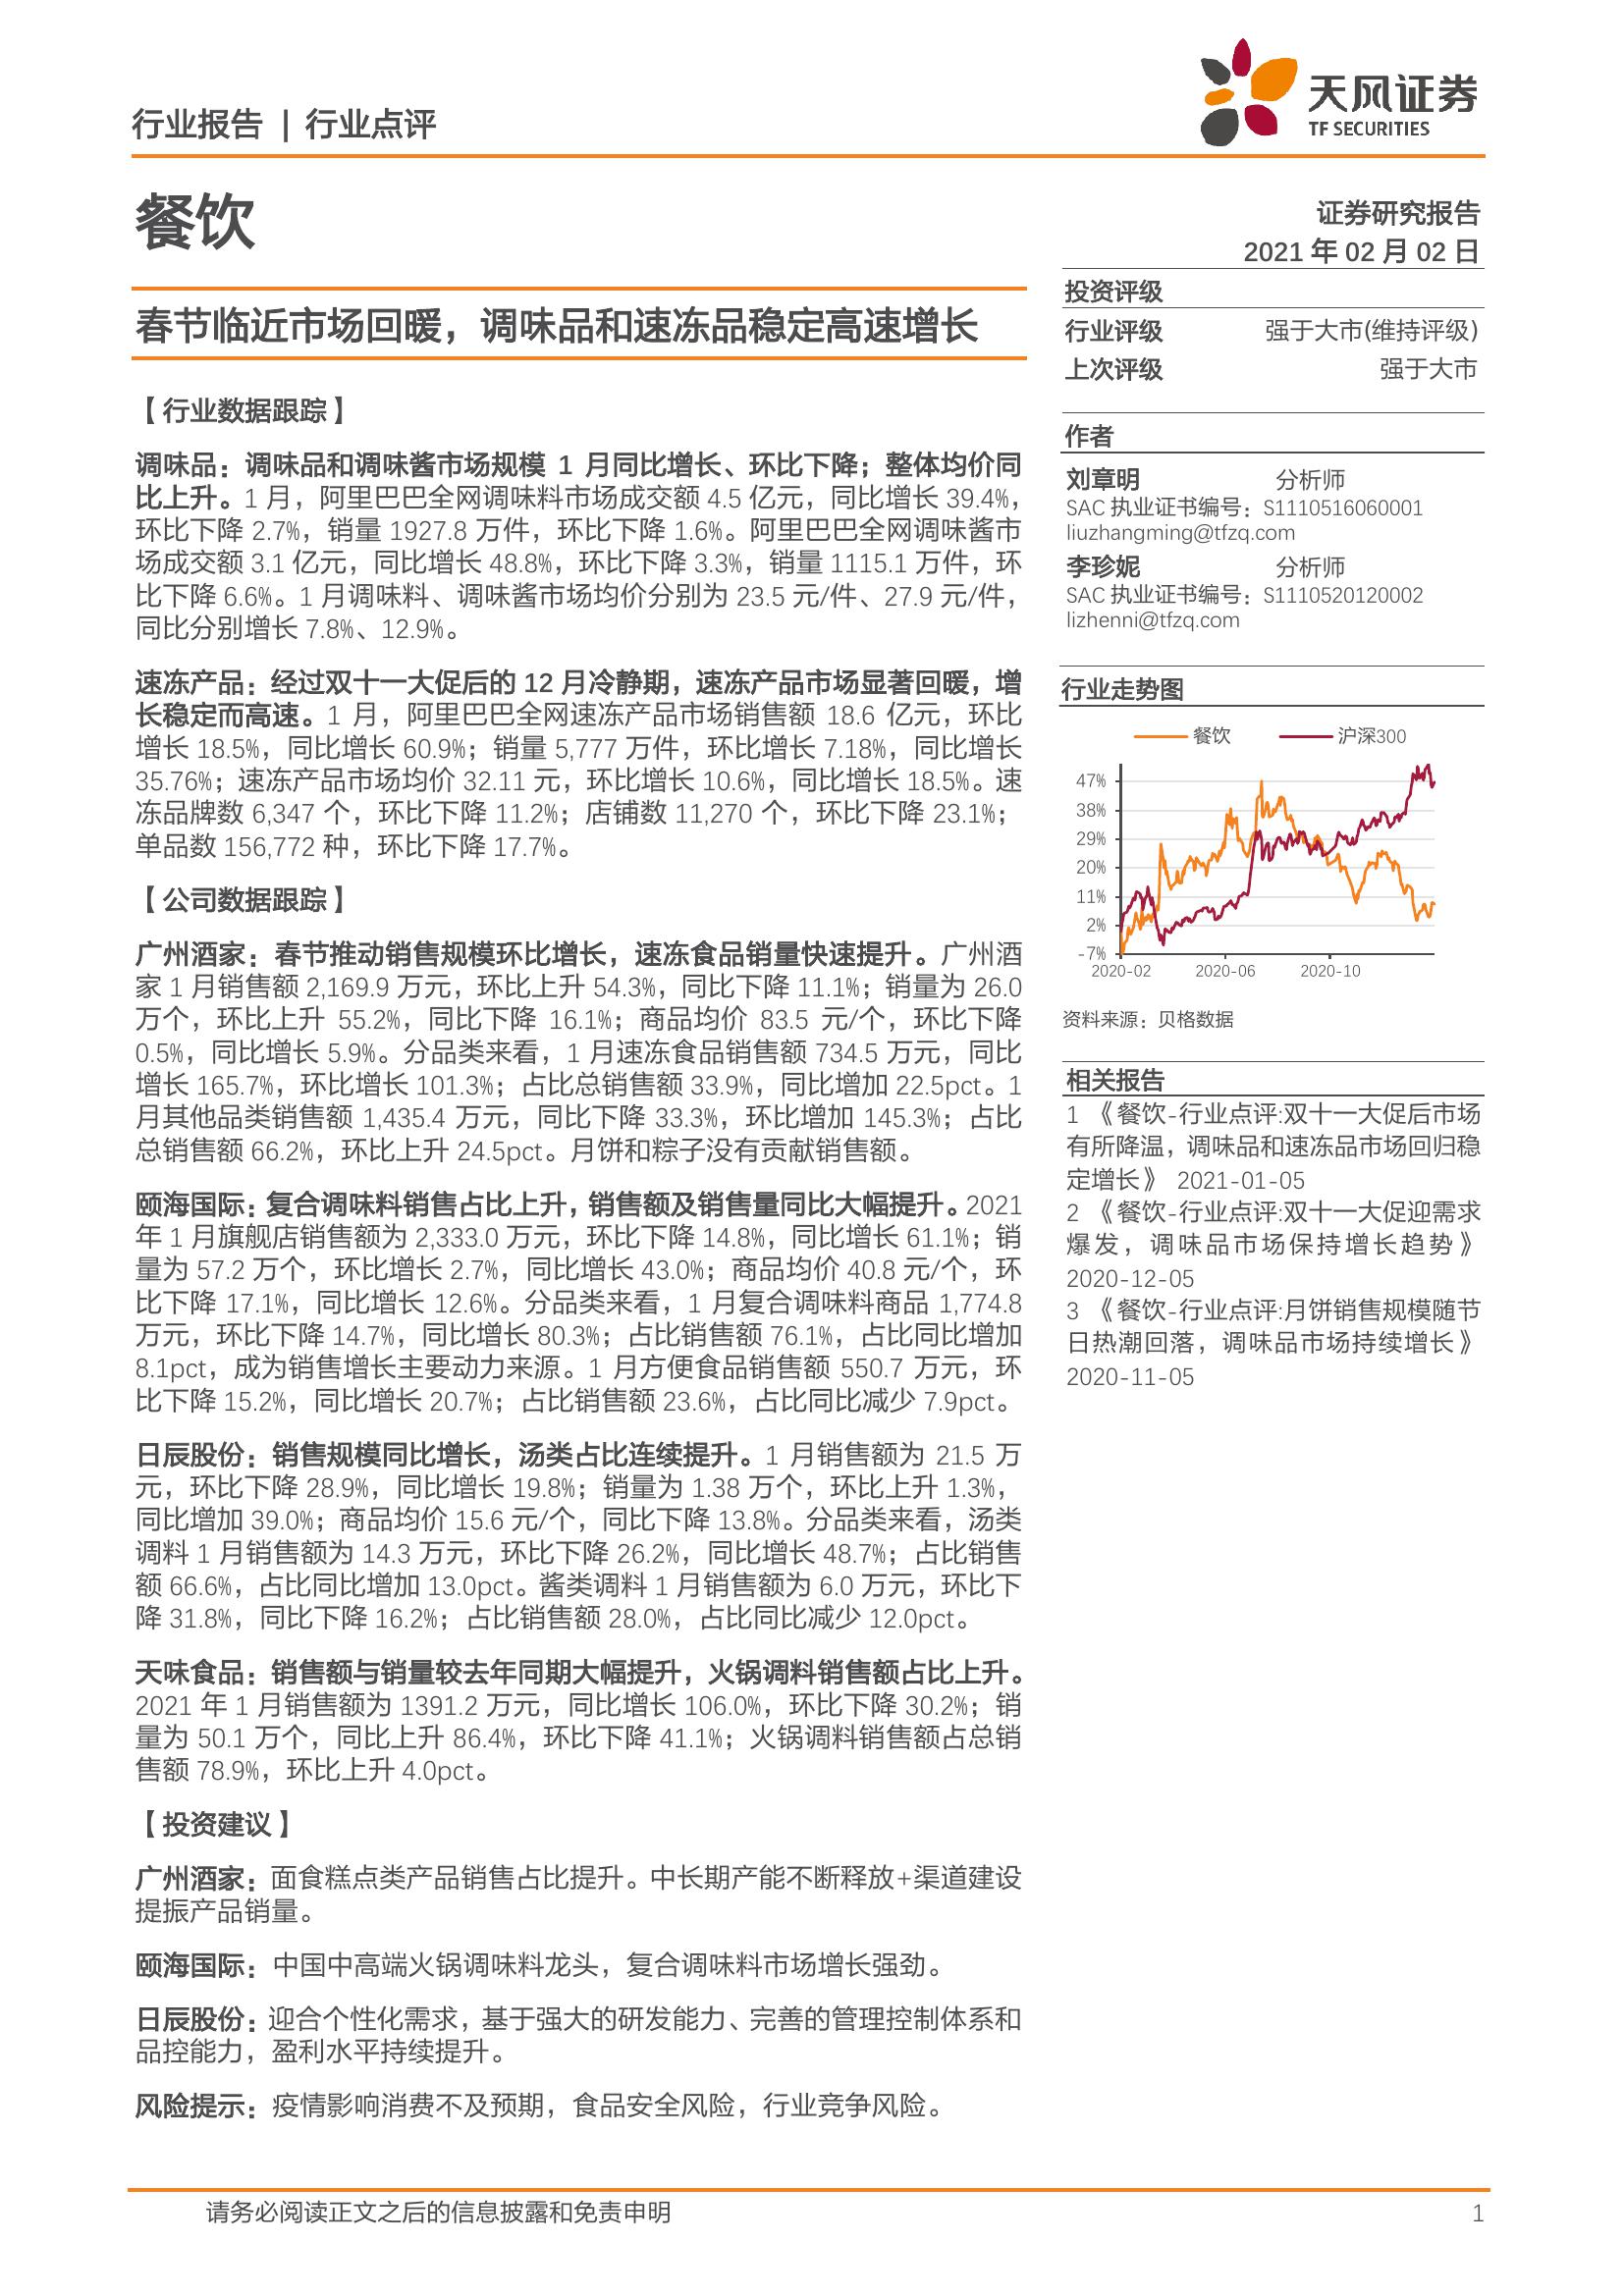 行业报告 | 行业点评
天风证券
TF SECURITIES
餐饮
证券研究报告
2021 年 02 月 02 日
春节临近市场回暖，调味品和速冻品稳定高速增长
【行业数据跟踪】
调味品：调味品和调味酱市场规模 1 月同比增长、环比下降；整体均价同
比上升。1 月，阿里巴巴全网调味料市场成交额 4.5 亿元，同比增长 39.4%，
环比下降 2.7%，销量 1927.8 万件，环比下降 1.6%。阿里巴巴全网调味酱市
场成交额 3.1 亿元，同比增长 48.8%，环比下降 3.3%，销量 1115.1 万件，环
比下降 6.6%。1 月调味料、调味酱市场均价分别为 23.5 元/件、27.9 元/件，
同比分别增长 7.8%、12.9%。
速冻产品：经过双十一大促后的 12 月冷静期，速冻产品市场显著回暖，增
长稳定而高速。1 月，阿里巴巴全网速冻产品市场销售额 18.6 亿元，环比
增长 18.5%，同比增长 60.9%；销量 5,777 万件，环比增长 7.18%，同比增长
35.76%；速冻产品市场均价 32.11 元，环比增长 10.6%，同比增长 18.5%。速
冻品牌数 6,347 个，环比下降 11.2%；店铺数 11,270 个，环比下降 23.1%；
单品数 156,772 种，环比下降 17.7%。
【公司数据跟踪】
广州酒家：春节推动销售规模环比增长，速冻食品销量快速提升。广州酒
家 1 月销售额 2,169.9 万元，环比上升 54.3%，同比下降 11.1%；销量为 26.0
万个，环比上升 55.2%，同比下降 16.1%；商品均价 83.5 元/个，环比下降
0.5%，同比增长 5.9%。分品类来看，1 月速冻食品销售额 734.5 万元，同比
增长 165.7%，环比增长 101.3%；占比总销售额 33.9%，同比增加 22.5pct。1
月其他品类销售额 1,435.4 万元，同比下降 33.3%，环比增加 145.3%；占比
总销售额 66.2%，环比上升 24.5pct。月饼和粽子没有贡献销售额。
颐海国际：复合调味料销售占比上升，销售额及销售量同比大幅提升。2021
年 1 月旗舰店销售额为 2,333.0 万元，环比下降 14.8%，同比增长 61.1%；销
量为 57.2 万个，环比增长 2.7%，同比增长 43.0%；商品均价 40.8 元/个，环
比下降 17.1%，同比增长 12.6%。分品类来看，1 月复合调味料商品 1,774.8
万元，环比下降 14.7%，同比增长 80.3%；占比销售额 76.1%，占比同比增加
8.1pct，成为销售增长主要动力来源。1 月方便食品销售额 550.7 万元，环
比下降 15.2%，同比增长 20.7%；占比销售额 23.6%，占比同比减少 7.9pct。
日辰股份：销售规模同比增长，汤类占比连续提升。1 月销售额为 21.5 万
元，环比下降 28.9%，同比增长 19.8%；销量为 1.38 万个，环比上升 1.3%，
同比增加 39.0%；商品均价 15.6 元/个，同比下降 13.8%。分品类来看，汤类
调料 1 月销售额为 14.3 万元，环比下降 26.2%，同比增长 48.7%；占比销售
额 66.6%，占比同比增加 13.0pct。酱类调料 1 月销售额为 6.0 万元，环比下
降 31.8%，同比下降 16.2%；占比销售额 28.0%，占比同比减少 12.0pct。
天味食品：销售额与销量较去年同期大幅提升，火锅调料销售额占比上升。
2021 年 1 月销售额为 1391.2 万元，同比增长 106.0%，环比下降 30.2%；销
量为 50.1 万个，同比上升 86.4%，环比下降 41.1%；火锅调料销售额占总销
售额 78.9%，环比上升 4.0pct。
【投资建议】
广州酒家：面食糕点类产品销售占比提升。中长期产能不断释放+渠道建设
提振产品销量。
颐海国际：中国中高端火锅调味料龙头，复合调味料市场增长强劲。
日辰股份：迎合个性化需求，基于强大的研发能力、完善的管理控制体系和
品控能力，盈利水平持续提升。
风险提示：疫情影响消费不及预期，食品安全风险，行业竞争风险。
投资评级
行业评级 强于大市(维持评级)
上次评级 强于大市
作者
刘章明 分析师
SAC 执业证书编号：S1110516060001
liuzhangming@tfzq.com
李珍妮 分析师
SAC 执业证书编号：S1110520120002
lizhenni@tfzq.com
行业走势图
餐饮 沪深300
47%
38%
29%
20%
11%
2%
-7%
2020-02 2020-06 2020-10
资料来源：贝格数据
相关报告
1 《餐饮-行业点评:双十一大促后市场
有所降温，调味品和速冻品市场回归稳
定增长》 2021-01-05
2 《餐饮-行业点评:双十一大促迎需求
爆发，调味品市场保持增长趋势》
2020-12-05
3 《餐饮-行业点评:月饼销售规模随节
日热潮回落，调味品市场持续增长》
2020-11-05
请务必阅读正文之后的信息披露和免责申明 1